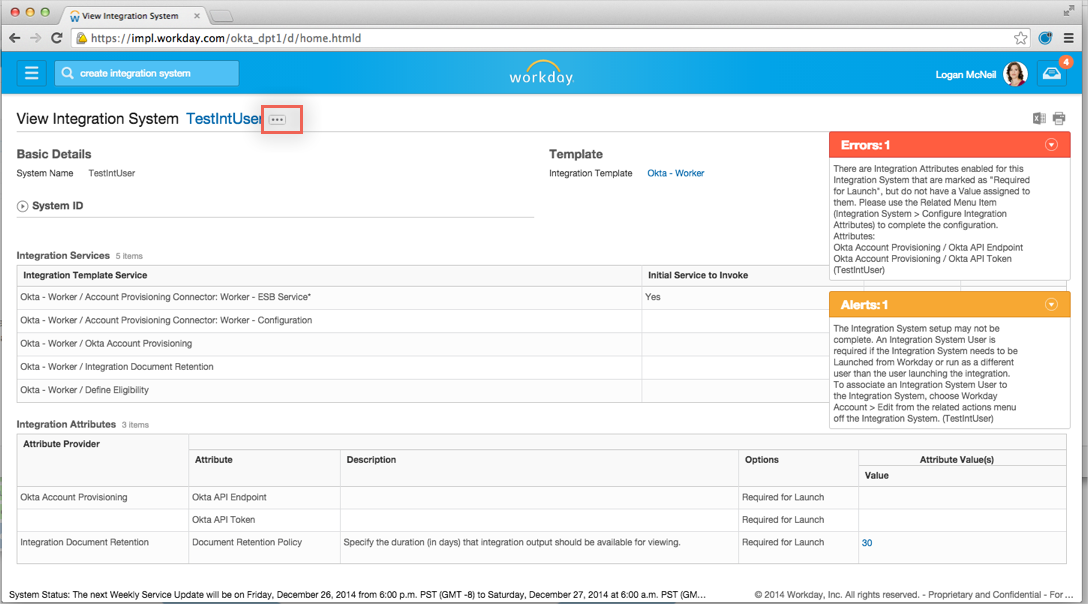 View Integration System
https://impl.workday.com/okta_dpt1/d/home.htmld
create integration system
workday.
Logan McNeil
4
View Integration System TestIntUser
Basic Details
System Name TestIntUser
System ID
Template
Integration Template Okta - Worker
Errors: 1
There are Integration Attributes enabled for this
Integration System that are marked as "Required
for Launch", but do not have a Value assigned to
them. Please use the Related Menu Item
(Integration System > Configure Integration
Attributes) to complete the configuration.
Attributes:
Okta Account Provisioning / Okta API Endpoint
Okta Account Provisioning / Okta API Token
(TestIntUser)
Alerts: 1
The Integration System setup may not be
complete. An Integration System User is
required if the Integration System needs to be
Launched from Workday or run as a different
user than the user launching the integration.
To associate an Integration System User to
the Integration System, choose Workday
Account > Edit from the related actions menu
off the Integration System. (TestIntUser)
Integration Services 5 items
Integration Template Service Initial Service to Invoke
Okta - Worker / Account Provisioning Connector: Worker - ESB Service* Yes
Okta - Worker / Account Provisioning Connector: Worker - Configuration
Okta - Worker / Okta Account Provisioning
Okta - Worker / Integration Document Retention
Okta - Worker / Define Eligibility
Integration Attributes 3 items
Attribute Provider
Attribute Description Options Attribute Value(s)
Value
Okta Account Provisioning Okta API Endpoint Required for Launch
Okta API Token Required for Launch
Integration Document Retention Document Retention Policy Specify the duration (in days) that integration output should be available for viewing. Required for Launch 30
System Status: The next Weekly Service Update will be on Friday, December 26, 2014 from 6:00 p.m. PST (GMT -8) to Saturday, December 27, 2014 at 6:00 a.m. PST (GM...
© 2014 Workday, Inc. All rights reserved. - Proprietary and Confidential - For ...